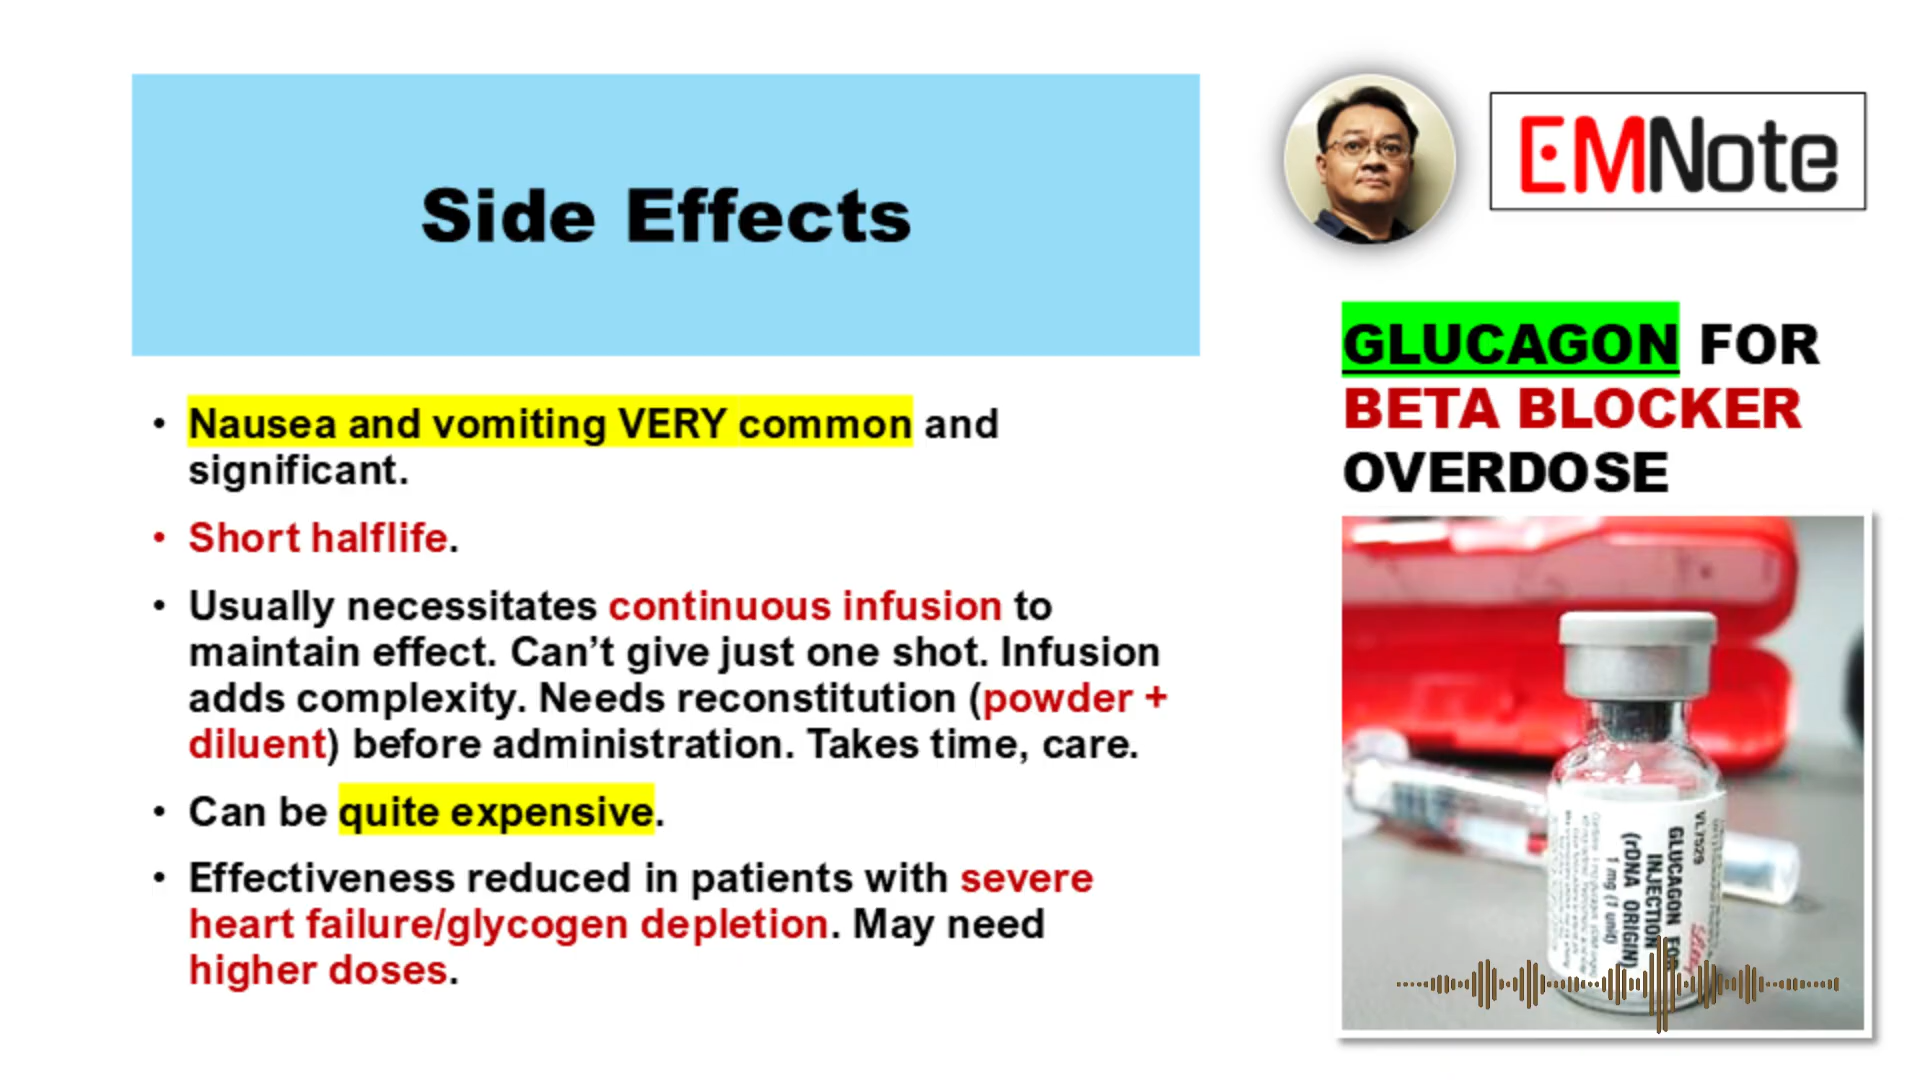 Side Effects
EMNote
GLUCAGON FOR
BETA BLOCKER
OVERDOSE
• Nausea and vomiting VERY common and
significant.
• Short halflife.
• Usually necessitates continuous infusion to
maintain effect. Can’t give just one shot. Infusion
adds complexity. Needs reconstitution (powder +
diluent) before administration. Takes time, care.
• Can be quite expensive.
• Effectiveness reduced in patients with severe
heart failure/glycogen depletion. May need
higher doses.
VL7529
GLUCAGON FOR
INJECTION
(rDNA ORIGIN)
1 mg (1 unit)
Lilly